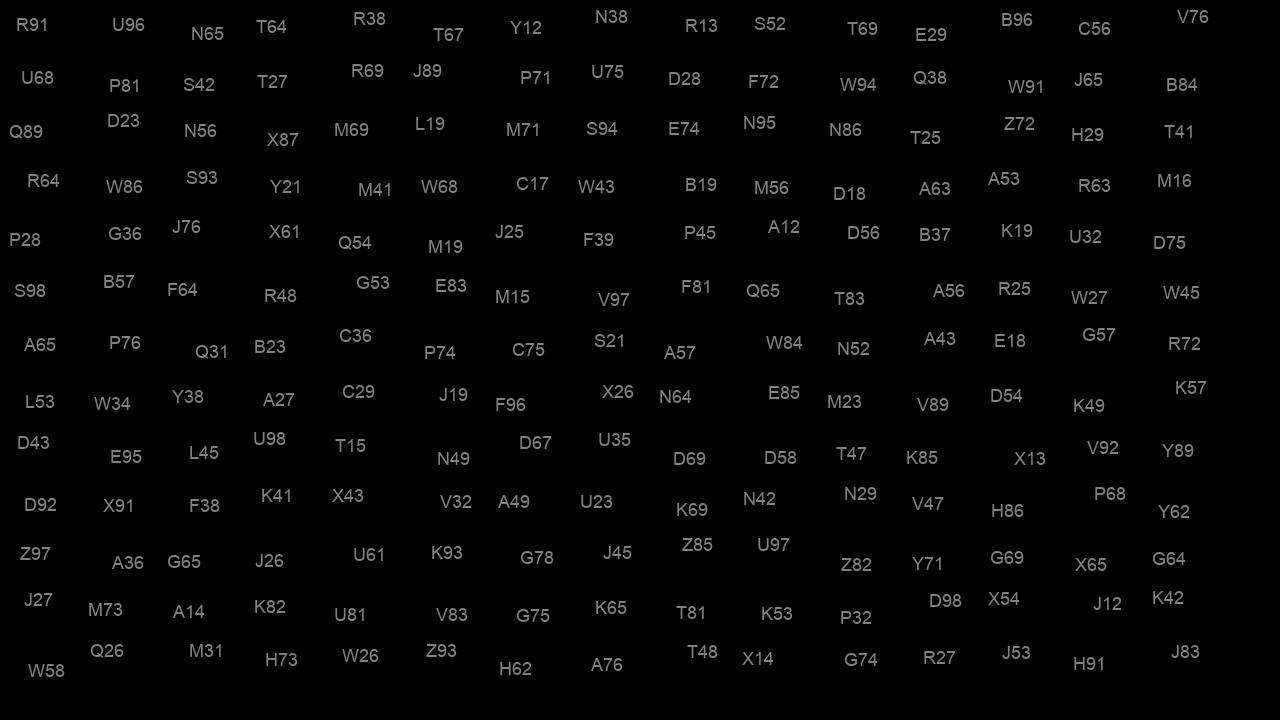 R91 U96 N65 T64 R38 T67 Y12 N38 R13 S52 T69 E29 B96 C56 V76
U68 P81 S42 T27 R69 J89 P71 U75 D28 F72 W94 Q38 W91 J65 B84
Q89 D23 N56 X87 M69 L19 M71 S94 E74 N95 N86 T25 Z72 H29 T41
R64 W86 S93 Y21 M41 W68 C17 W43 B19 M56 D18 A63 A53 R63 M16
P28 G36 J76 X61 Q54 M19 J25 F39 P45 A12 D56 B37 K19 U32 D75
S98 B57 F64 R48 G53 E83 M15 V97 F81 Q65 T83 A56 R25 W27 W45
A65 P76 Q31 B23 C36 P74 C75 S21 A57 W84 N52 A43 E18 G57 R72
L53 W34 Y38 A27 C29 J19 F96 X26 N64 E85 M23 V89 D54 K49 K57
D43 E95 L45 U98 T15 N49 D67 U35 D69 D58 T47 K85 X13 V92 Y89
D92 X91 F38 K41 X43 V32 A49 U23 K69 N42 N29 V47 H86 P68 Y62
Z97 A36 G65 J26 U61 K93 G78 J45 Z85 U97 Z82 Y71 G69 X65 G64
J27 M73 A14 K82 U81 V83 G75 K65 T81 K53 P32 D98 X54 J12 K42
W58 Q26 M31 H73 W26 Z93 H62 A76 T48 X14 G74 R27 J53 H91 J83